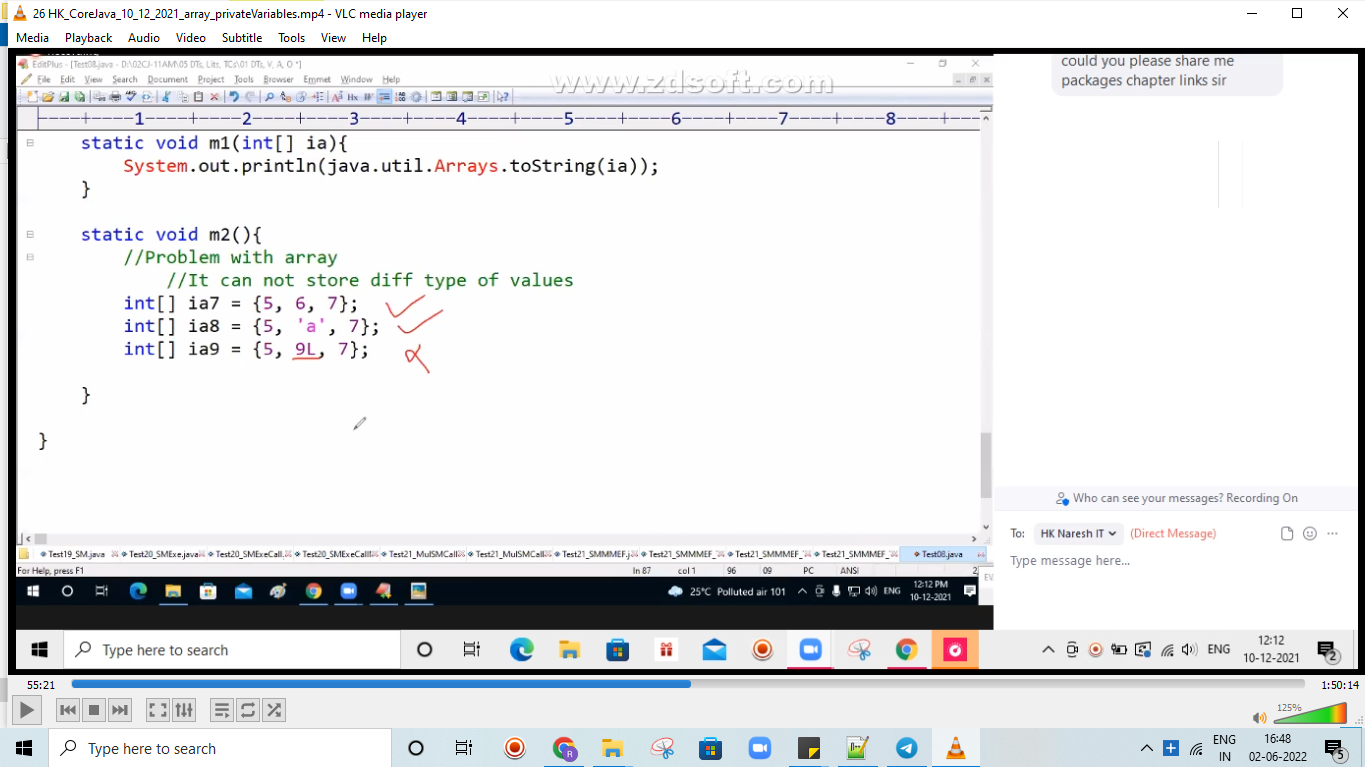 26 HK_CoreJava_10_12_2021_array_privateVariables.mp4 - VLC media player
Media Playback Audio Video Subtitle Tools View Help
EditPlus - [Test08.java - D:\02CJ-11AM\05 DTs, Lits, TCs\01 DTs, V, A, O *]
www.zdsoft.com
File Edit View Search Document Project Tools Browser Emmet Window Help
----+----1----+----2----+----3----+----4----+----5----+----6----+----7----+----8----+--
static void m1(int[] ia){
System.out.println(java.util.Arrays.toString(ia));
}
static void m2(){
//Problem with array
//It can not store diff type of values
int[] ia7 = {5, 6, 7};
int[] ia8 = {5, 'a', 7};
int[] ia9 = {5, 9L, 7};
}
}
Test19_SM.java Test20_SMExe.java Test20_SMExeCall. Test20_SMExeCall Test21_MulSMCall Test21_MulSMCall Test21_SMMMEF.j Test21_SMMMEF_ Test21_SMMMEF_ Test21_SMMMEF_ Test08.java
For Help, press F1 ln 87 col 1 96 09 PC ANSI
25°C Polluted air 101 ENG 12:12 PM
10-12-2021
could you please share me
packages chapter links sir
Who can see your messages? Recording On
To: HK Naresh IT (Direct Message)
Type message here...
Type here to search ENG 12:12
10-12-2021
2
55:21 1:50:14
125%
Type here to search ENG 16:48
IN 02-06-2022
5